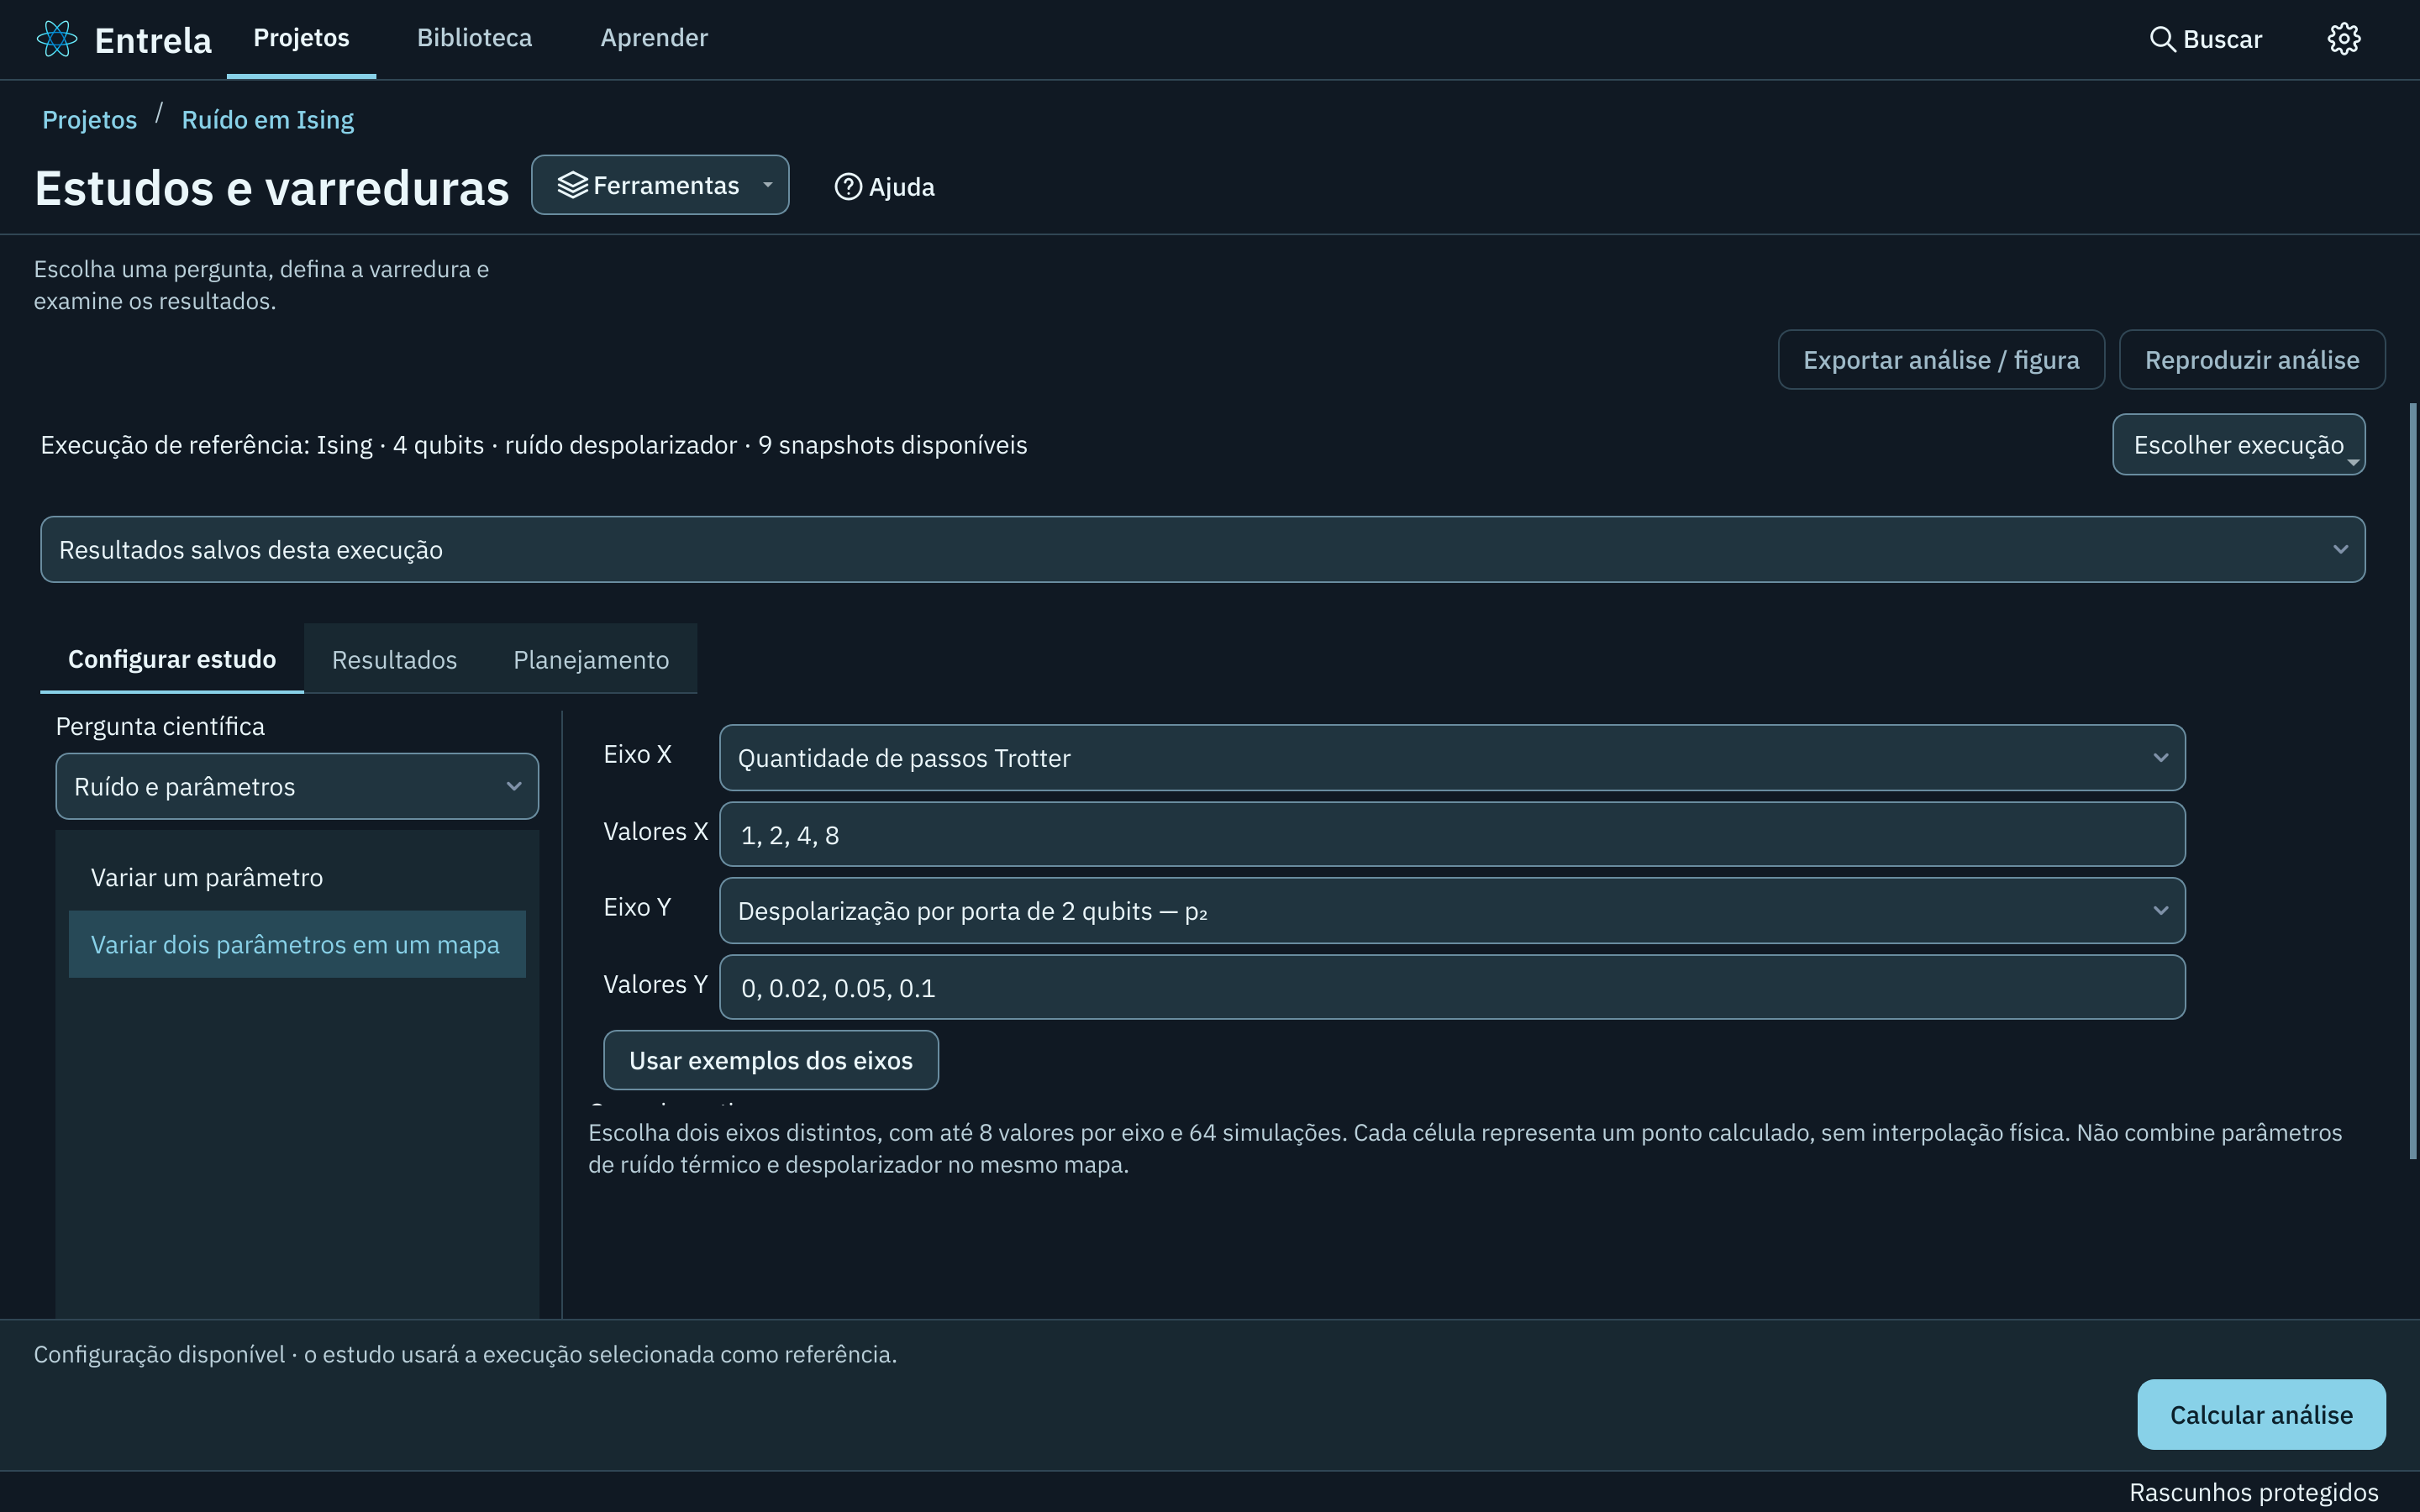 Entrela
Projetos
Biblioteca
Aprender
Buscar
Projetos / Ruído em Ising
Estudos e varreduras
Ferramentas
Ajuda
Escolha uma pergunta, defina a varredura e
examine os resultados.
Exportar análise / figura
Reproduzir análise
Execução de referência: Ising · 4 qubits · ruído despolarizador · 9 snapshots disponíveis
Escolher execução
Resultados salvos desta execução
Configurar estudo
Resultados
Planejamento
Pergunta científica
Ruído e parâmetros
Variar um parâmetro
Variar dois parâmetros em um mapa
Eixo X
Quantidade de passos Trotter
Valores X
1, 2, 4, 8
Eixo Y
Despolarização por porta de 2 qubits — p₂
Valores Y
0, 0.02, 0.05, 0.1
Usar exemplos dos eixos
Escolha dois eixos distintos, com até 8 valores por eixo e 64 simulações. Cada célula representa um ponto calculado, sem interpolação física. Não combine parâmetros
de ruído térmico e despolarizador no mesmo mapa.
Configuração disponível · o estudo usará a execução selecionada como referência.
Calcular análise
Rascunhos protegidos